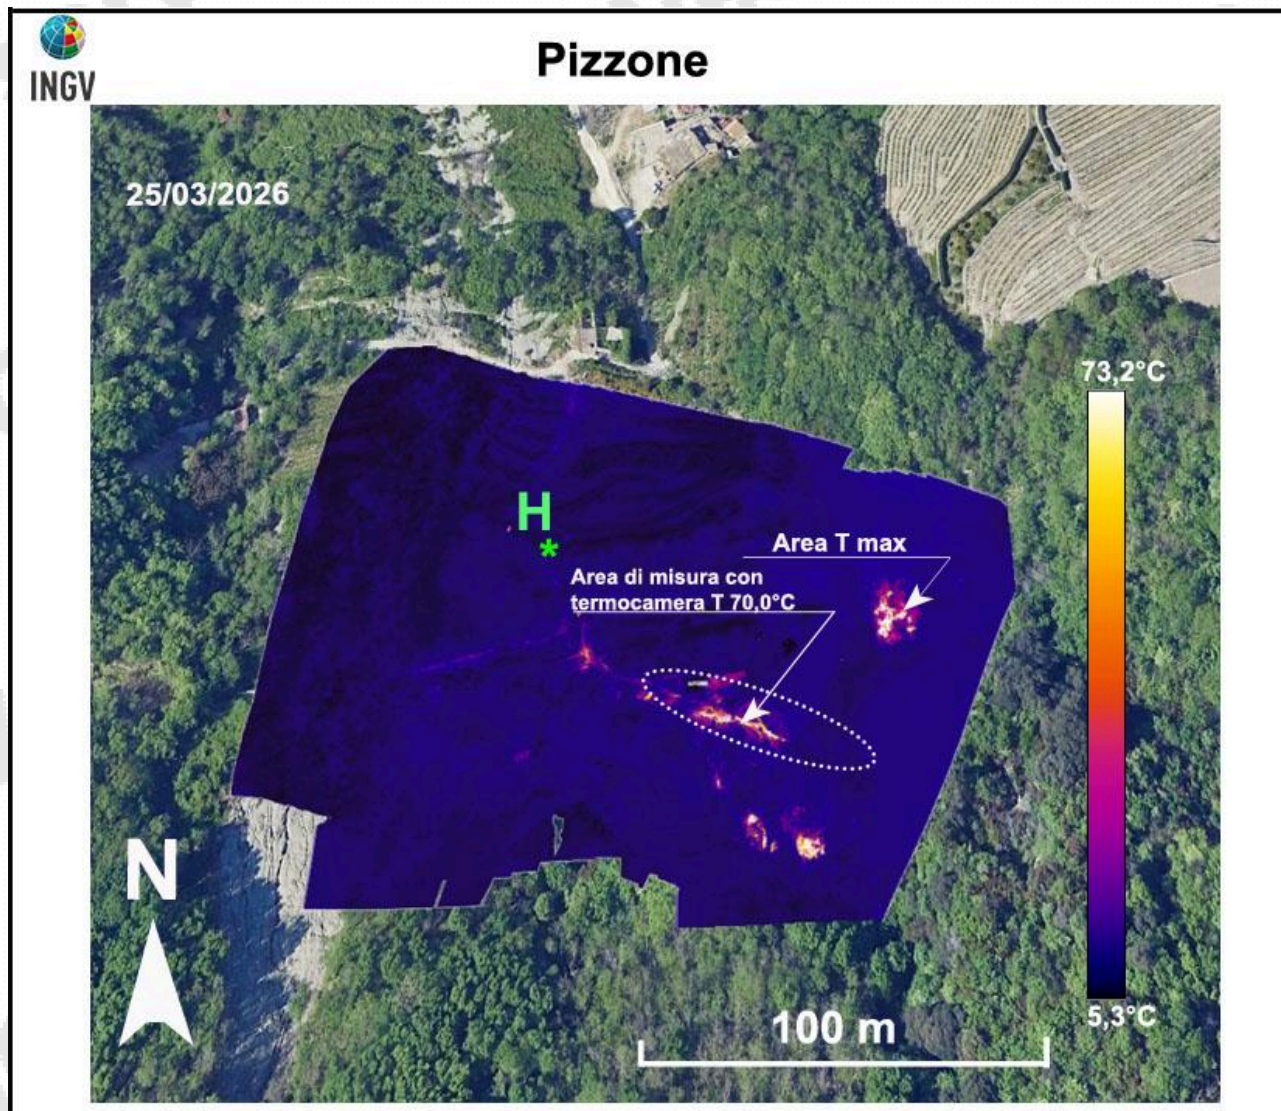 INGV
Pizzone
25/03/2026
73,2°C
H
*
Area T max
Area di misura con
termocamera T 70,0°C
N
5,3°C
100 m